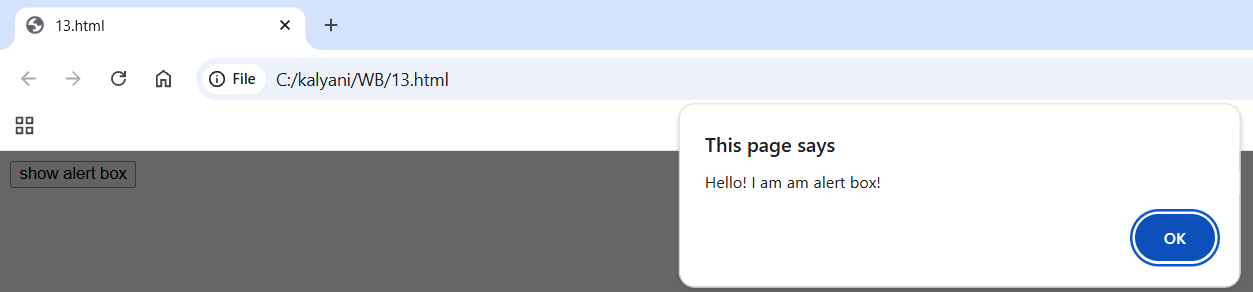 13.html
File C:/kalyani/WB/13.html
show alert box
This page says
Hello! I am am alert box!
OK